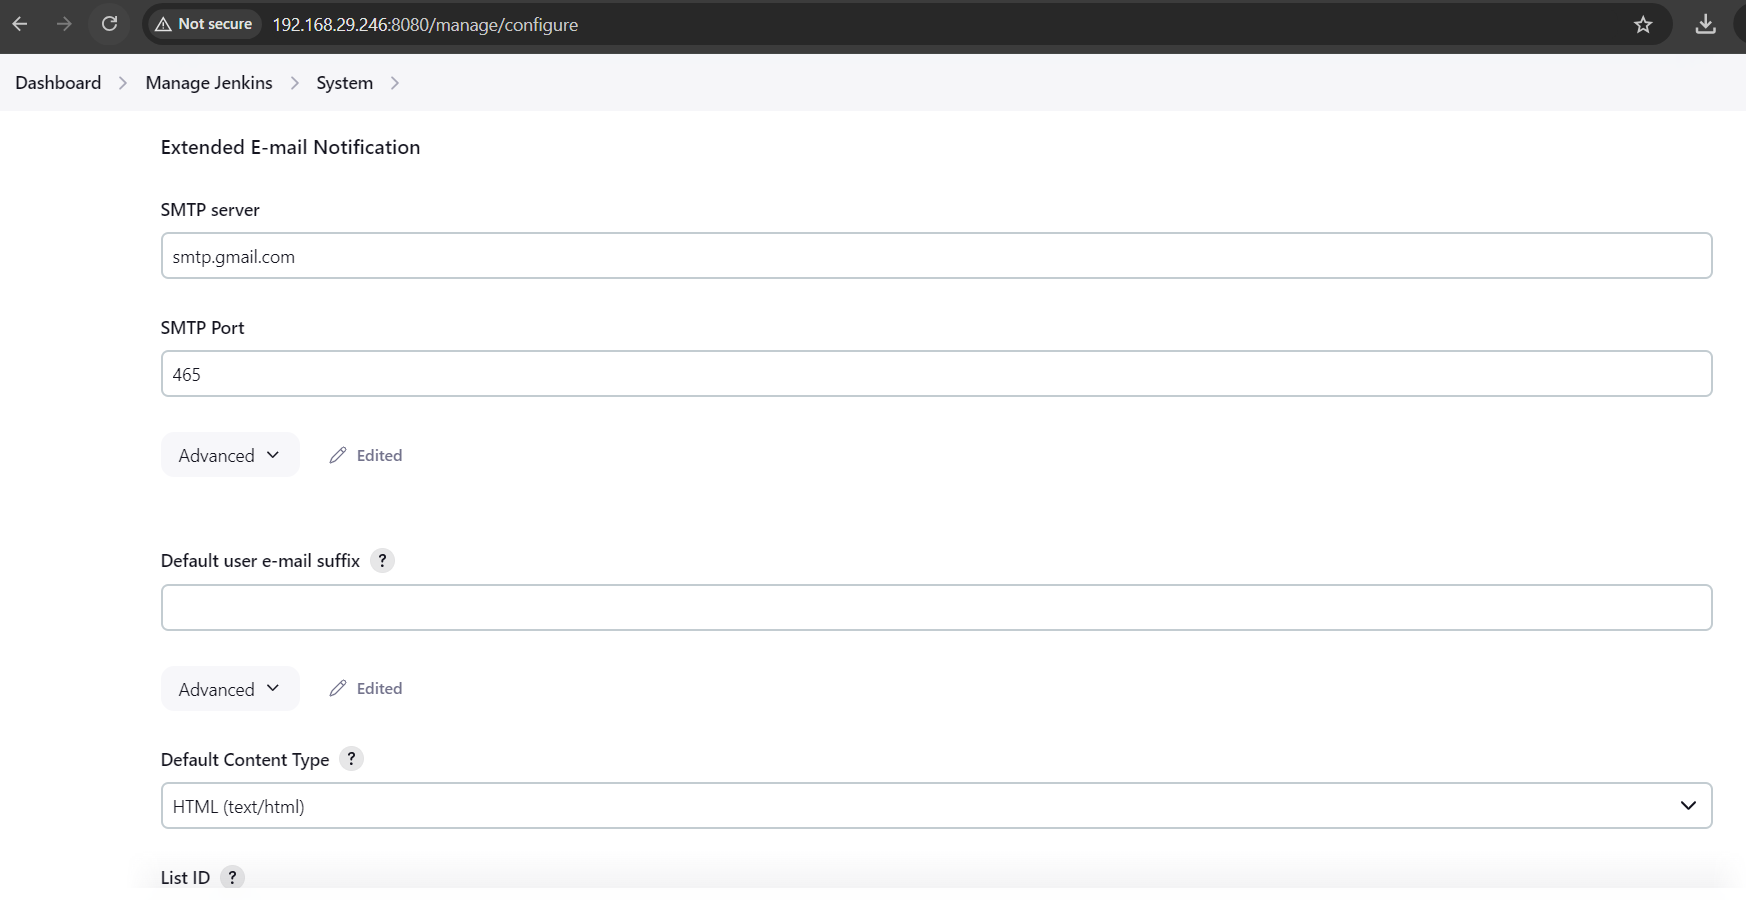 Not secure 192.168.29.246:8080/manage/configure
Dashboard Manage Jenkins System
Extended E-mail Notification
SMTP server
smtp.gmail.com
SMTP Port
465
Advanced Edited
Default user e-mail suffix ?
Advanced Edited
Default Content Type ?
HTML (text/html)
List ID ?